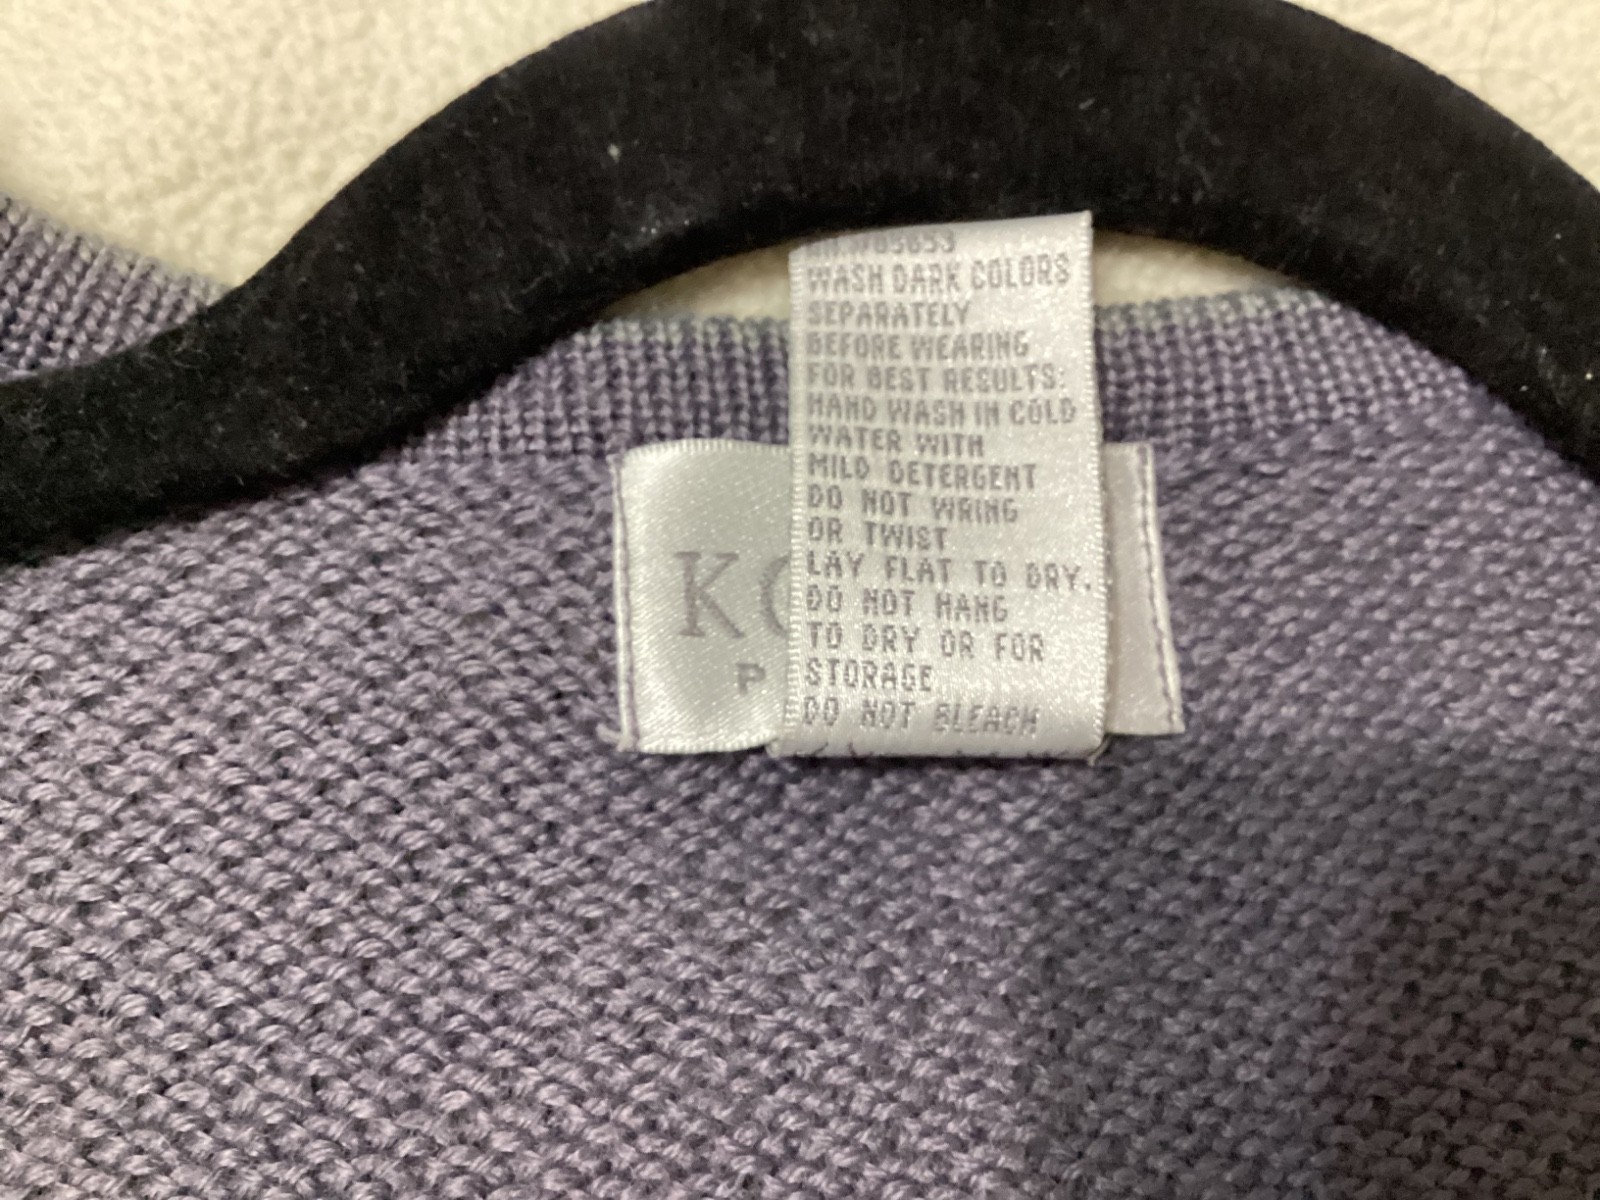 WASH DARK COLORS
SEPARATELY
BEFORE WEARING
FOR BEST RESULTS:
HAND WASH IN COLD
WATER WITH
MILD DETERGENT
DO NOT WRING
OR TWIST
LAY FLAT TO DRY.
DO NOT HANG
TO DRY OR FOR
STORAGE
DO NOT BLEACH
K
P